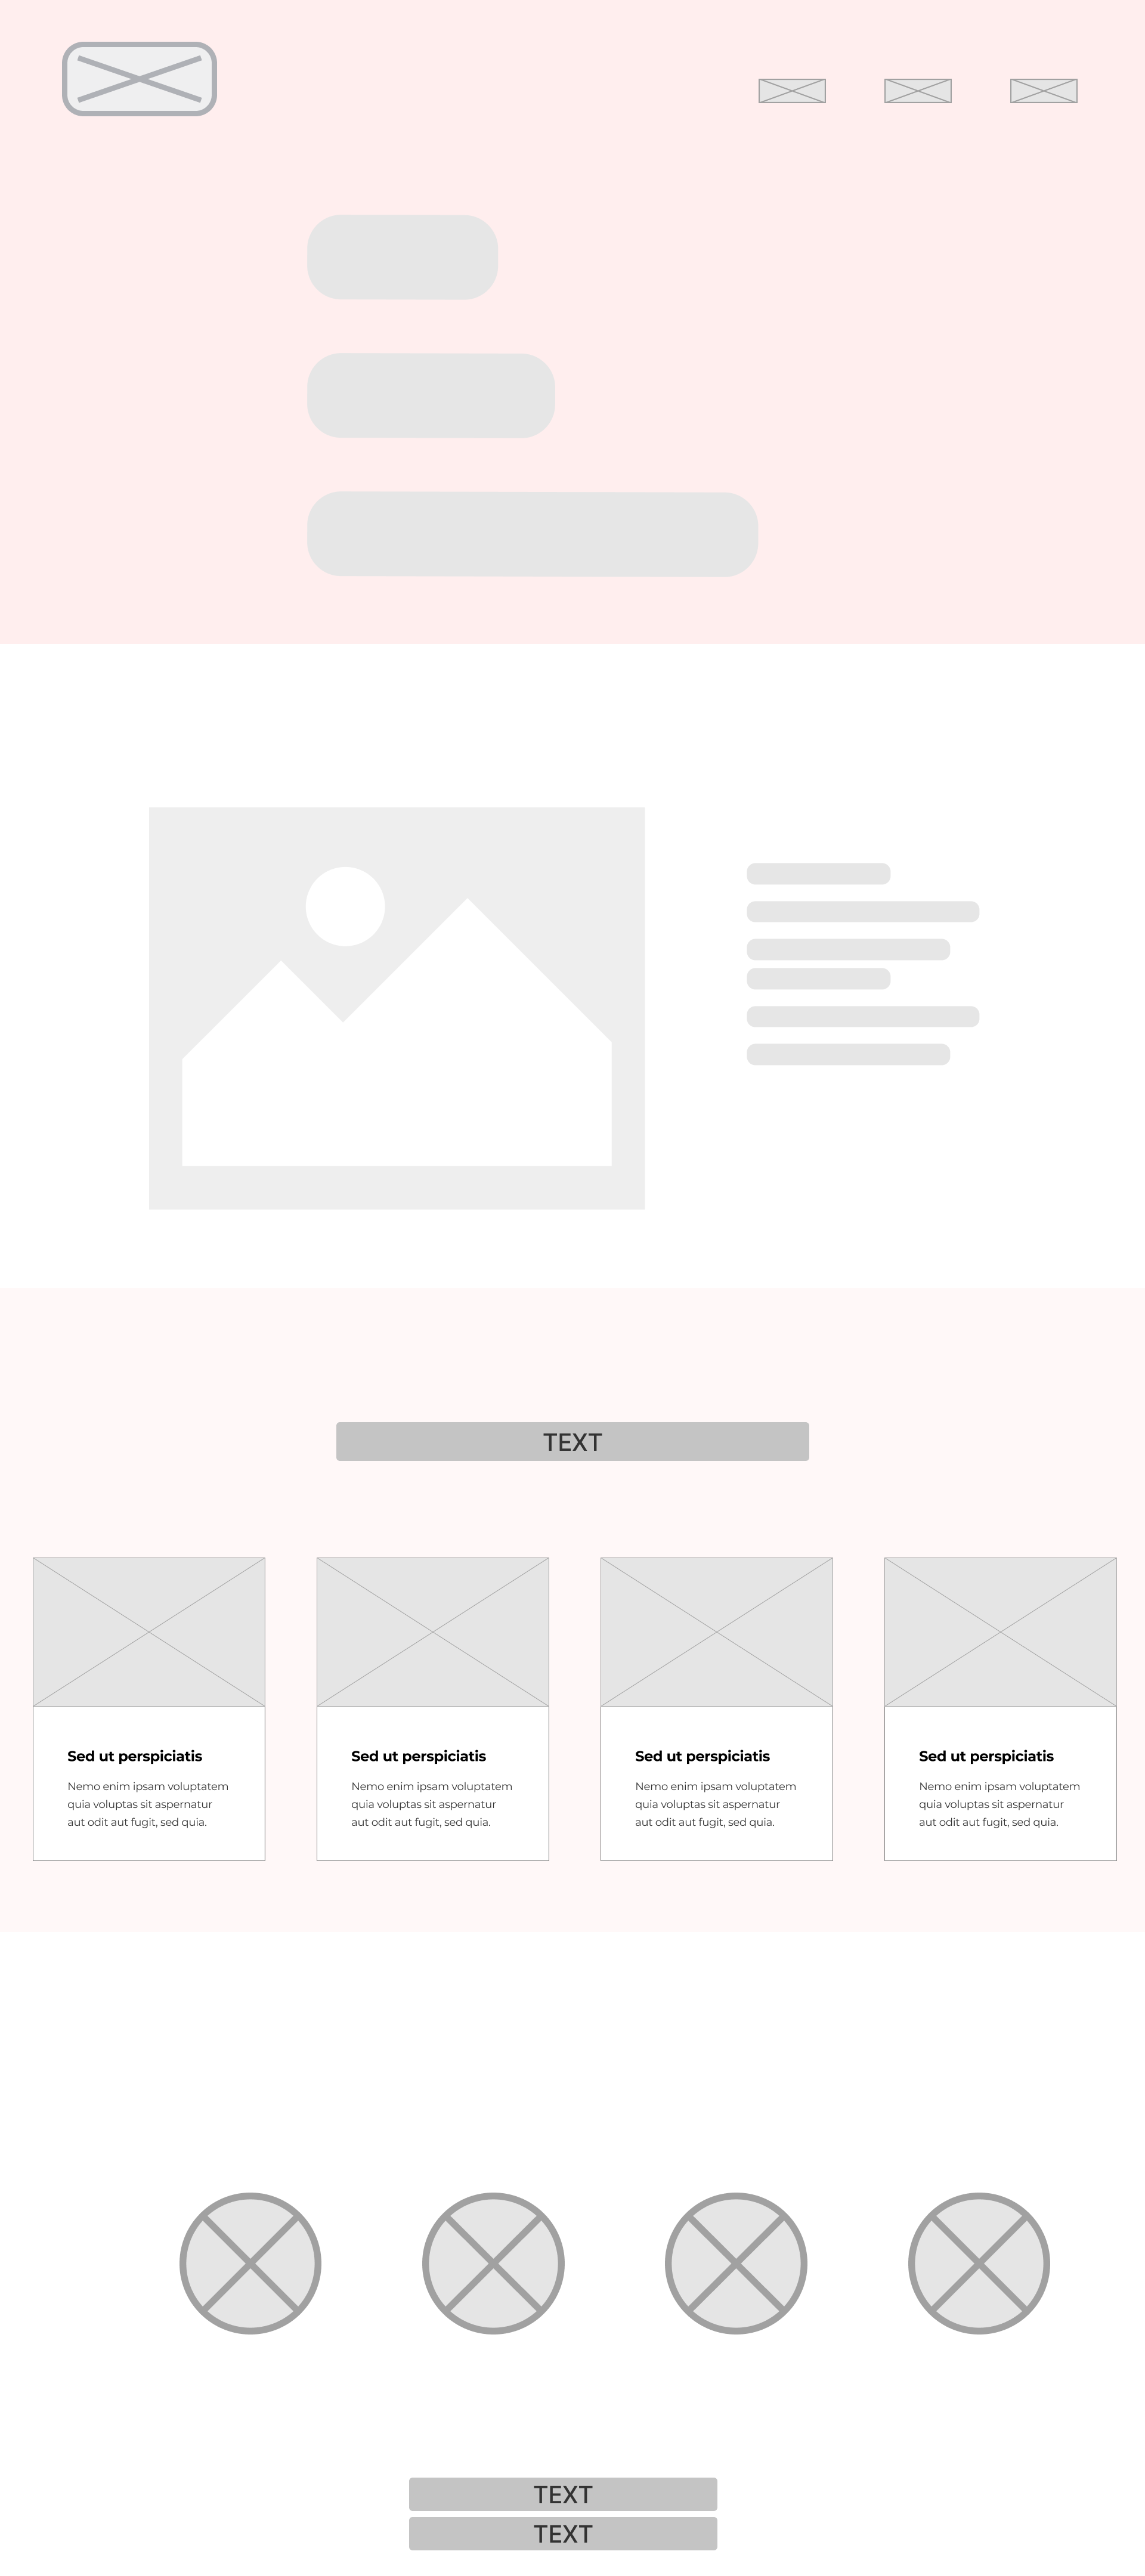 TEXT
Sed ut perspiciatis
Nemo enim ipsam voluptatem
quia voluptas sit aspernatur
aut odit aut fugit, sed quia.
Sed ut perspiciatis
Nemo enim ipsam voluptatem
quia voluptas sit aspernatur
aut odit aut fugit, sed quia.
Sed ut perspiciatis
Nemo enim ipsam voluptatem
quia voluptas sit aspernatur
aut odit aut fugit, sed quia.
Sed ut perspiciatis
Nemo enim ipsam voluptatem
quia voluptas sit aspernatur
aut odit aut fugit, sed quia.
TEXT
TEXT